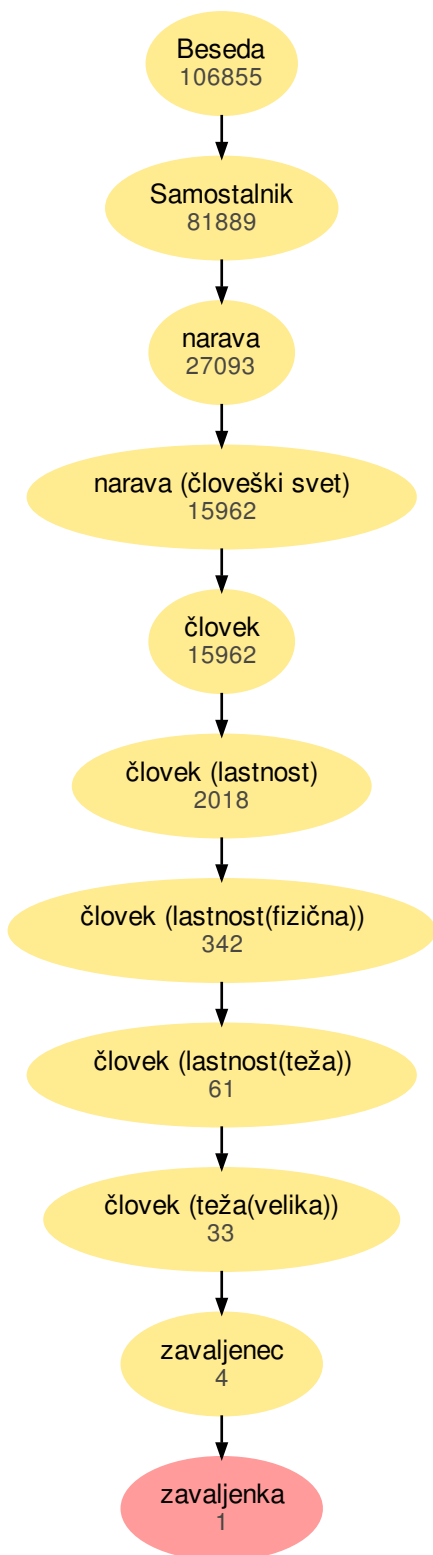 Beseda
106855
Samostalnik
81889
narava
27093
narava (človeški svet)
15962
človek
15962
človek (lastnost)
2018
človek (lastnost(fizična))
342
človek (lastnost(teža))
61
človek (teža(velika))
33
zavaljenec
4
zavaljenka
1